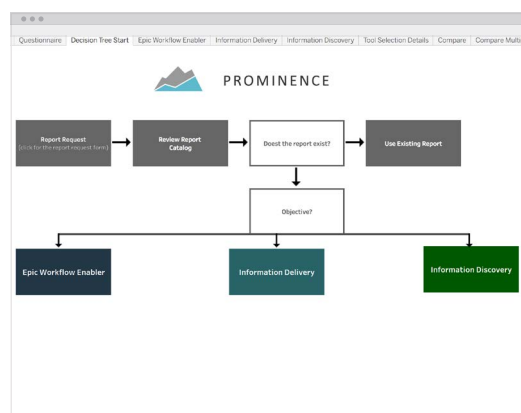 Questionnaire Decision Tree Start Epic Workflow Enabler Information Delivery Information Discovery Tool Selection Details Compare Compare Multi
PROMINENCE
Report Request
(click for the report request form)
Review Report
Catalog
Doest the report exist?
Use Existing Report
Objective?
Epic Workflow Enabler
Information Delivery
Information Discovery